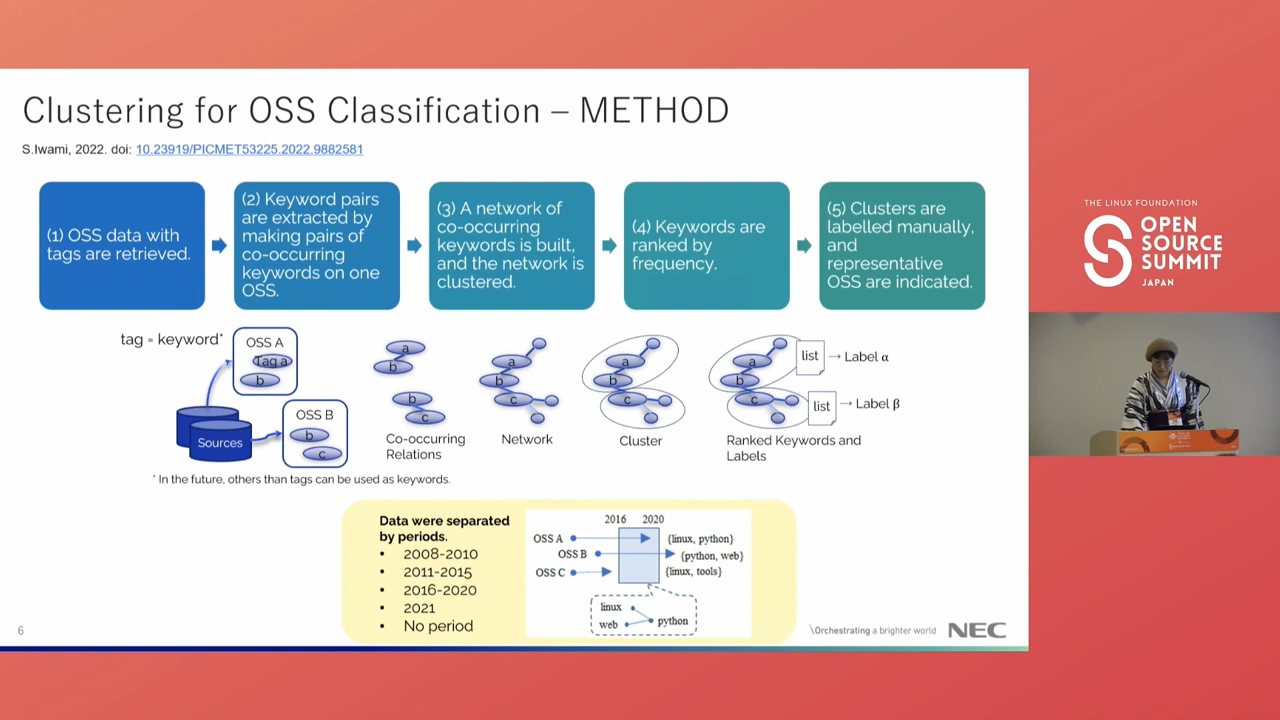 Clustering for OSS Classification – METHOD
S.Iwami, 2022. doi: 10.23919/PICMET53225.2022.9882581
(1) OSS data with
tags are retrieved.
(2) Keyword pairs
are extracted by
making pairs of
co-occurring
keywords on one
OSS.
(3) A network of
co-occurring
keywords is built,
and the network is
clustered.
(4) Keywords are
ranked by
frequency.
(5) Clusters are
labelled manually,
and
representative
OSS are indicated.
tag = keyword*
OSS A
Tag a
b
Sources
OSS B
b
c
a
b
b
c
Co-occurring
Relations
a
b
c
Network
a
b
c
Cluster
a
b
c
list
→ Label α
list
→ Label β
Ranked Keywords and
Labels
* In the future, others than tags can be used as keywords.
Data were separated
by periods.
• 2008-2010
• 2011-2015
• 2016-2020
• 2021
• No period
2016 2020
OSS A {linux, python}
OSS B {python, web}
OSS C {linux, tools}
linux
web python
6
\Orchestrating a brighter world NEC
THE LINUX FOUNDATION
OPEN
SOURCE
SUMMIT
JAPAN